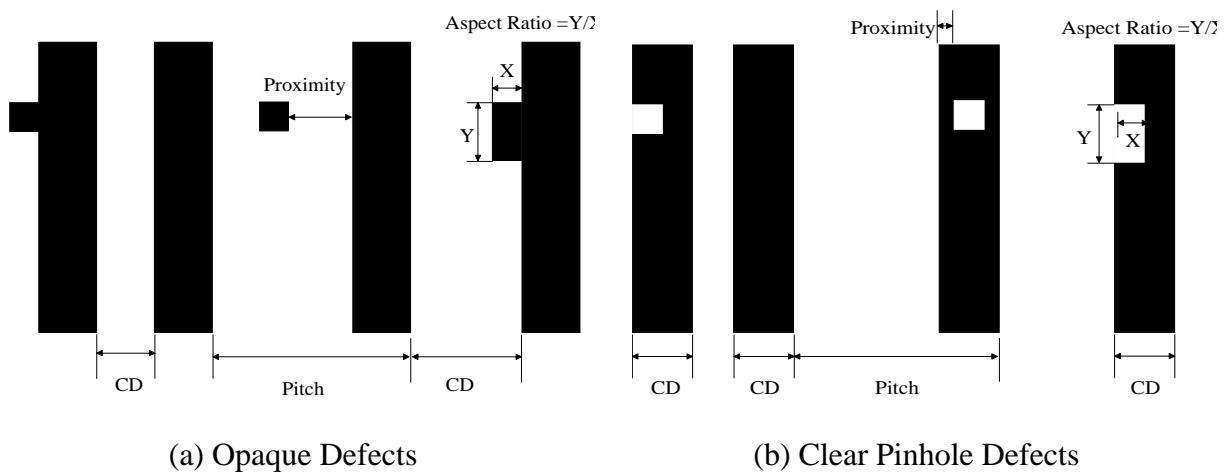 Aspect Ratio =Y/X
X
Proximity
Y
CD
Pitch
CD
(a) Opaque Defects
Proximity
Aspect Ratio =Y/X
Y
X
CD
CD
Pitch
CD
(b) Clear Pinhole Defects